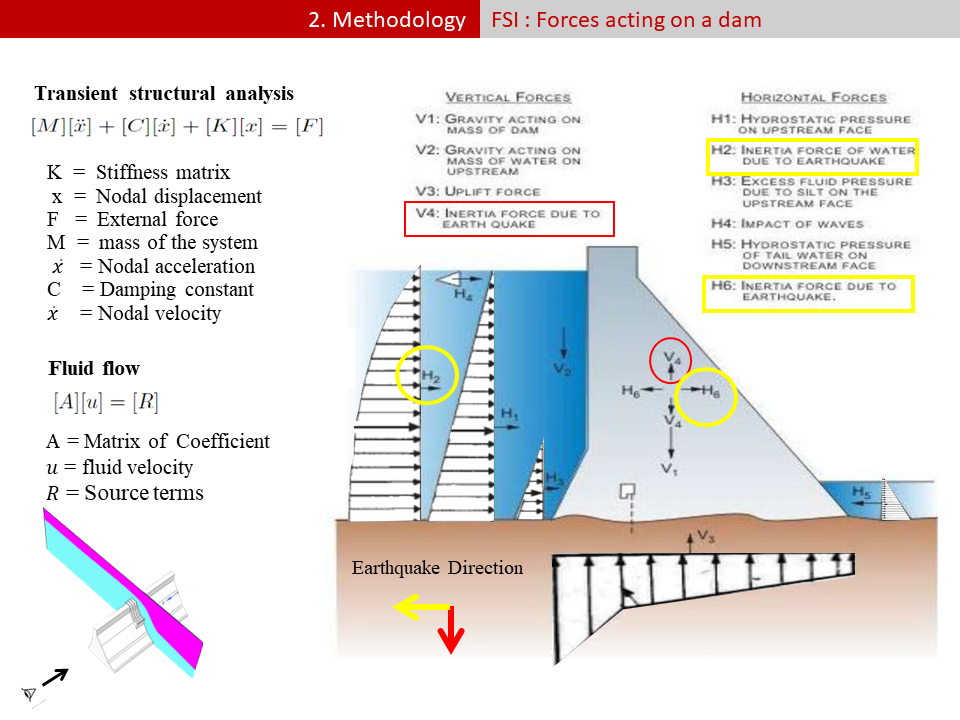 2. Methodology
FSI : Forces acting on a dam
Transient structural analysis
[M][ẍ] + [C][ẋ] + [K][x] = [F]
K = Stiffness matrix
x = Nodal displacement
F = External force
M = mass of the system
ẋ = Nodal acceleration
C = Damping constant
ẋ = Nodal velocity
Fluid flow
[A][u] = [R]
A = Matrix of Coefficient
u = fluid velocity
R = Source terms
VERTICAL FORCES
V1: GRAVITY ACTING ON
MASS OF DAM
V2: GRAVITY ACTING ON
MASS OF WATER ON
UPSTREAM
V3: UPLIFT FORCE
V4: INERTIA FORCE DUE TO
EARTH QUAKE
HORIZONTAL FORCES
H1: HYDROSTATIC PRESSURE
ON UPSTREAM FACE
H2: INERTIA FORCE OF WATER
DUE TO EARTHQUAKE
H3: EXCESS FLUID PRESSURE
DUE TO SILT ON THE
UPSTREAM FACE
H4: IMPACT OF WAVES
H5: HYDROSTATIC PRESSURE
OF TAIL WATER ON
DOWNSTREAM FACE
H6: INERTIA FORCE DUE TO
EARTHQUAKE.
H4
V2
V4
H2
H6
H6
H1
V4
V1
H3
H5
V3
Earthquake Direction